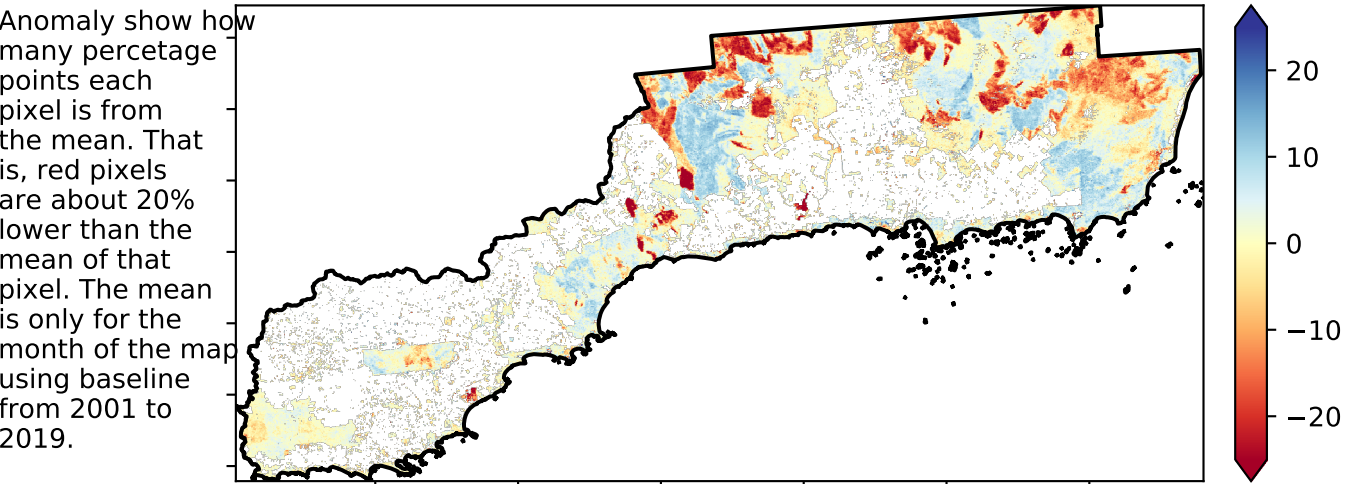 Anomaly show how
many percetage
points each
pixel is from
the mean. That
is, red pixels
are about 20%
lower than the
mean of that
pixel. The mean
is only for the
month of the map
using baseline
from 2001 to
2019.
20
10
0
−10
−20